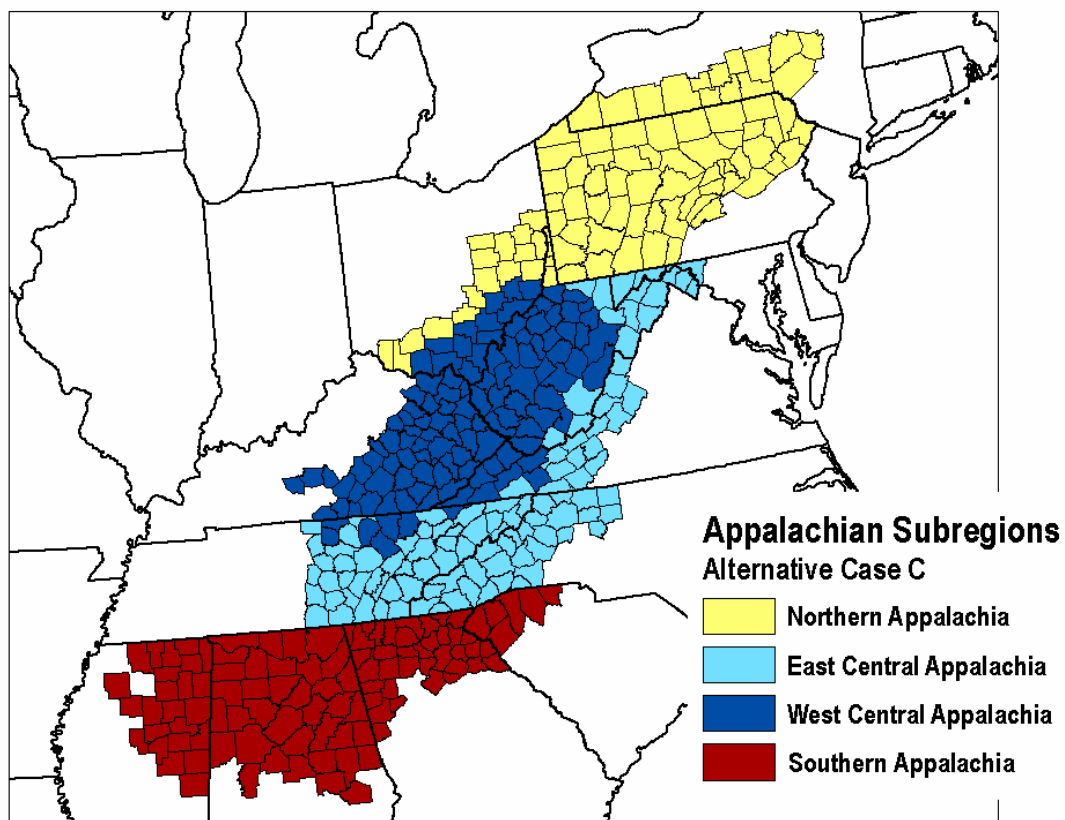 Appalachian Subregions
Alternative Case C
Northern Appalachia
East Central Appalachia
West Central Appalachia
Southern Appalachia